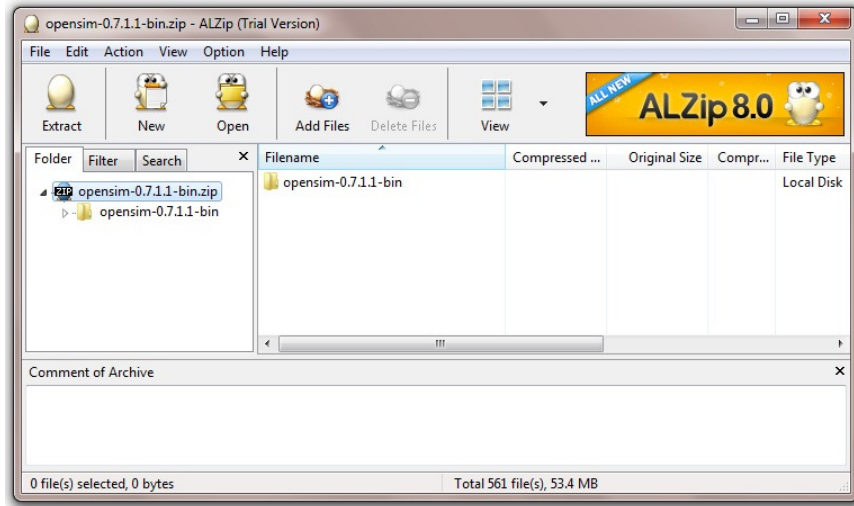 opensim-0.7.1.1-bin.zip - ALZip (Trial Version)
File Edit Action View Option Help
Extract New Open Add Files Delete Files View
ALL NEW ALZip 8.0
Folder Filter Search
Filename Compressed ... Original Size Compr... File Type
ZIP opensim-0.7.1.1-bin.zip
opensim-0.7.1.1-bin
opensim-0.7.1.1-bin Local Disk
Comment of Archive
0 file(s) selected, 0 bytes Total 561 file(s), 53.4 MB